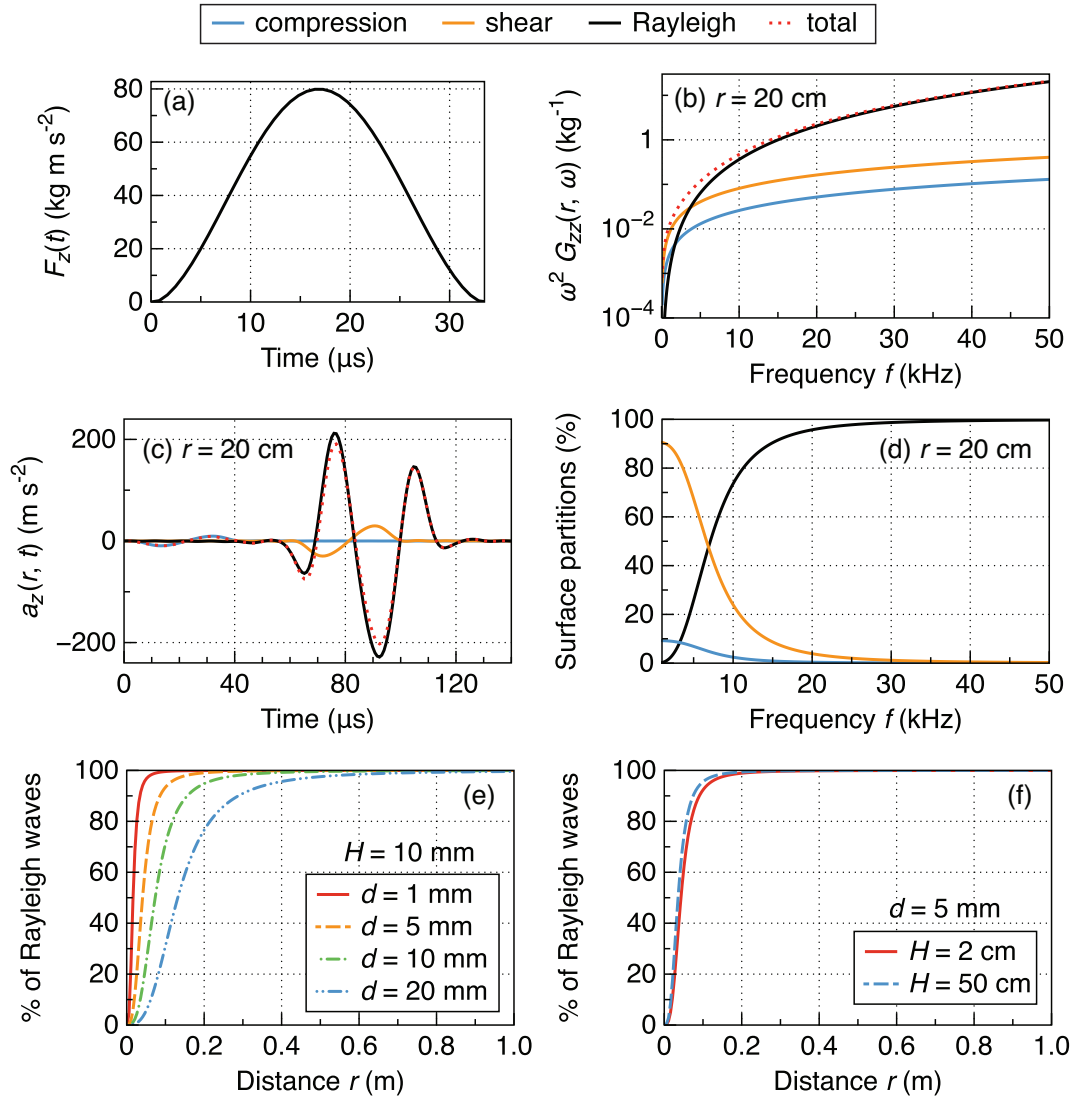 compression shear Rayleigh total
(a)
80
60
40
20
0
F_z(t) (kg m s⁻²)
0 10 20 30
Time (µs)
(b) r = 20 cm
1
10⁻²
10⁻⁴
ω² G_zz(r, ω) (kg⁻¹)
0 10 20 30 40 50
Frequency f (kHz)
(c) r = 20 cm
200
0
−200
a_z(r, t) (m s⁻²)
0 40 80 120
Time (µs)
(d) r = 20 cm
100
80
60
40
20
0
Surface partitions (%)
10 20 30 40 50
Frequency f (kHz)
(e)
100
80
60
40
20
0
% of Rayleigh waves
H = 10 mm
d = 1 mm
d = 5 mm
d = 10 mm
d = 20 mm
0 0.2 0.4 0.6 0.8 1.0
Distance r (m)
(f)
100
80
60
40
20
0
% of Rayleigh waves
d = 5 mm
H = 2 cm
H = 50 cm
0 0.2 0.4 0.6 0.8 1.0
Distance r (m)